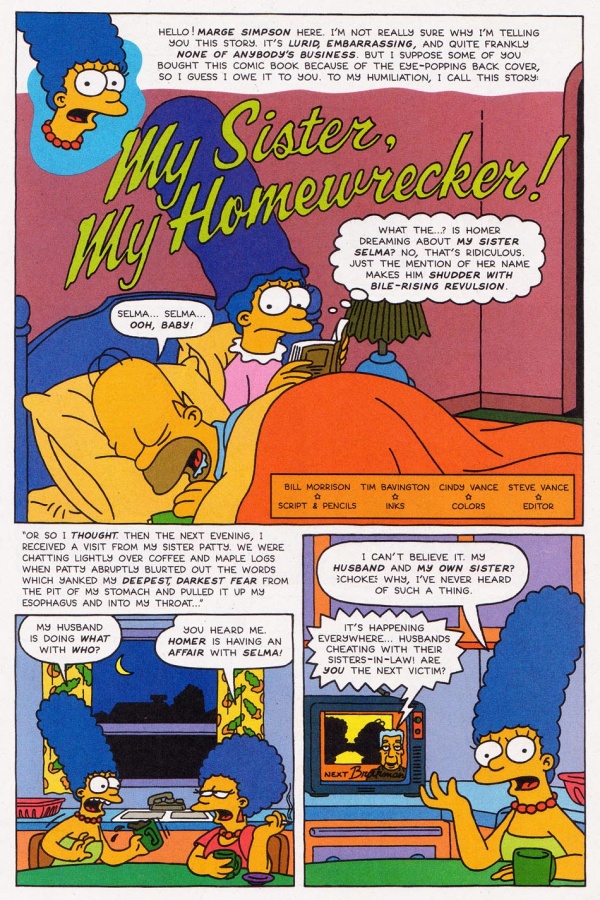 HELLO! MARGE SIMPSON HERE. I'M NOT REALLY SURE WHY I'M TELLING
YOU THIS STORY. IT'S LURID, EMBARRASSING, AND QUITE FRANKLY
NONE OF ANYBODY'S BUSINESS. BUT I SUPPOSE SOME OF YOU
BOUGHT THIS COMIC BOOK BECAUSE OF THE EYE-POPPING BACK COVER,
SO I GUESS I OWE IT TO YOU. TO MY HUMILIATION, I CALL THIS STORY:
My Sister,
My Homewrecker!
WHAT THE...? IS HOMER
DREAMING ABOUT MY SISTER
SELMA? NO, THAT'S RIDICULOUS.
JUST THE MENTION OF HER NAME
MAKES HIM SHUDDER WITH
BILE-RISING REVULSION.
SELMA... SELMA...
OOH, BABY!
BILL MORRISON TIM BAVINGTON CINDY VANCE STEVE VANCE
SCRIPT & PENCILS INKS COLORS EDITOR
"OR SO I THOUGHT. THEN THE NEXT EVENING, I
RECEIVED A VISIT FROM MY SISTER PATTY. WE WERE
CHATTING LIGHTLY OVER COFFEE AND MAPLE LOGS
WHEN PATTY ABRUPTLY BLURTED OUT THE WORDS
WHICH YANKED MY DEEPEST, DARKEST FEAR FROM
THE PIT OF MY STOMACH AND PULLED IT UP MY
ESOPHAGUS AND INTO MY THROAT..."
MY HUSBAND
IS DOING WHAT
WITH WHO?
YOU HEARD ME.
HOMER IS HAVING AN
AFFAIR WITH SELMA!
I CAN'T BELIEVE IT. MY
HUSBAND AND MY OWN SISTER?
:CHOKE: WHY, I'VE NEVER HEARD
OF SUCH A THING.
IT'S HAPPENING
EVERYWHERE... HUSBANDS
CHEATING WITH THEIR
SISTERS-IN-LAW! ARE
YOU THE NEXT VICTIM?
NEXT Brockman